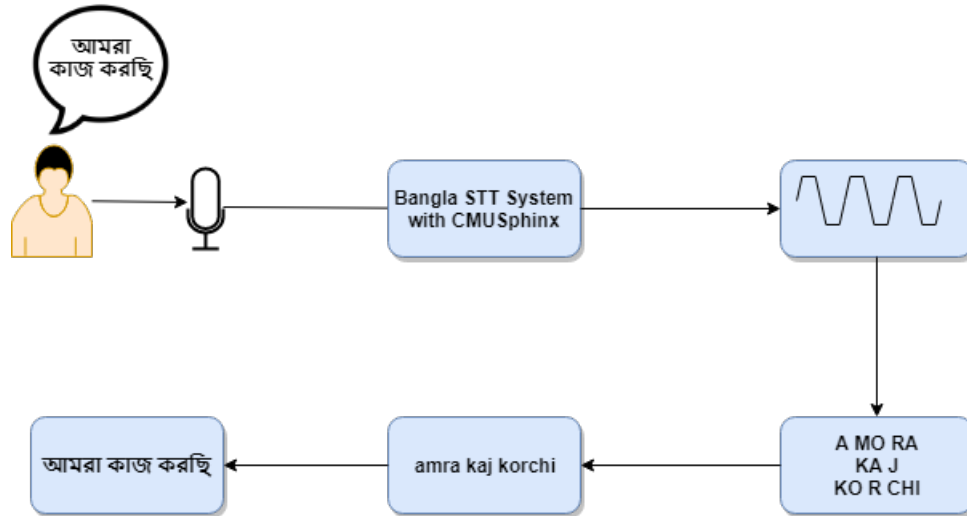 আমরা
কাজ করছি
Bangla STT System
with CMUSphinx
A MO RA
KA J
KO R CHI
amra kaj korchi
আমরা কাজ করছি